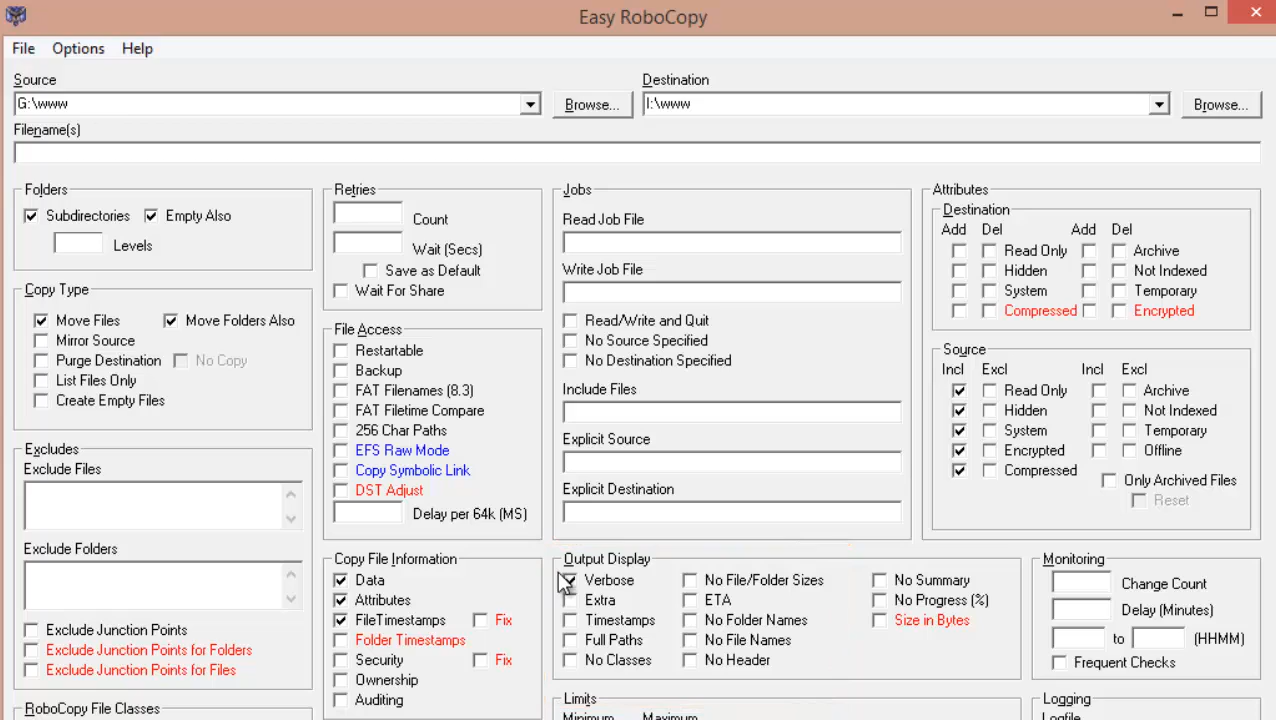 Easy RoboCopy
File Options Help
Source
Destination
G:\www Browse... I:\www Browse...
Filename(s)
Folders
Subdirectories Empty Also
Levels
Copy Type
Move Files Move Folders Also
Mirror Source
Purge Destination No Copy
List Files Only
Create Empty Files
Excludes
Exclude Files
Exclude Folders
Exclude Junction Points
Exclude Junction Points for Folders
Exclude Junction Points for Files
RoboCopy File Classes
Retries
Count
Wait (Secs)
Save as Default
Wait For Share
File Access
Restartable
Backup
FAT Filenames (8.3)
FAT Filetime Compare
256 Char Paths
EFS Raw Mode
Copy Symbolic Link
DST Adjust
Delay per 64k (MS)
Copy File Information
Data
Attributes
FileTimestamps Fix
Folder Timestamps
Security Fix
Ownership
Auditing
Jobs
Read Job File
Write Job File
Read/Write and Quit
No Source Specified
No Destination Specified
Include Files
Explicit Source
Explicit Destination
Output Display
Verbose No File/Folder Sizes No Summary
Extra ETA No Progress (%)
Timestamps No Folder Names Size in Bytes
Full Paths No File Names
No Classes No Header
Limits
Minimum Maximum
Attributes
Destination
Add Del Add Del
Read Only Archive
Hidden Not Indexed
System Temporary
Compressed Encrypted
Source
Incl Excl Incl Excl
Read Only Archive
Hidden Not Indexed
System Temporary
Encrypted Offline
Compressed Only Archived Files
Reset
Monitoring
Change Count
Delay (Minutes)
to (HHMM)
Frequent Checks
Logging
Logfile